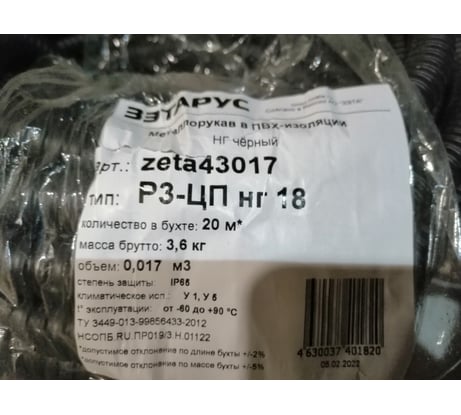 ЗЭТАРУС
Металлорукав в ПВХ-изоляции
НГ чёрный
арт.: zeta43017
тип: РЗ-ЦП нг 18
количество в бухте: 20 м*
масса брутто: 3,6 кг
объем: 0,017 м3
степень защиты: IP65
климатическое исп.: У 1, У 5
t° эксплуатации: от -60 до +90 °C
ТУ 3449-013-99856433-2012
НСОПБ.RU.ПР019/3.Н.01122
*допустимое отклонение по длине бухты +/-2%
*допустимое отклонение по массе бухты +/-5%
4 630037 401820
05.02.2022